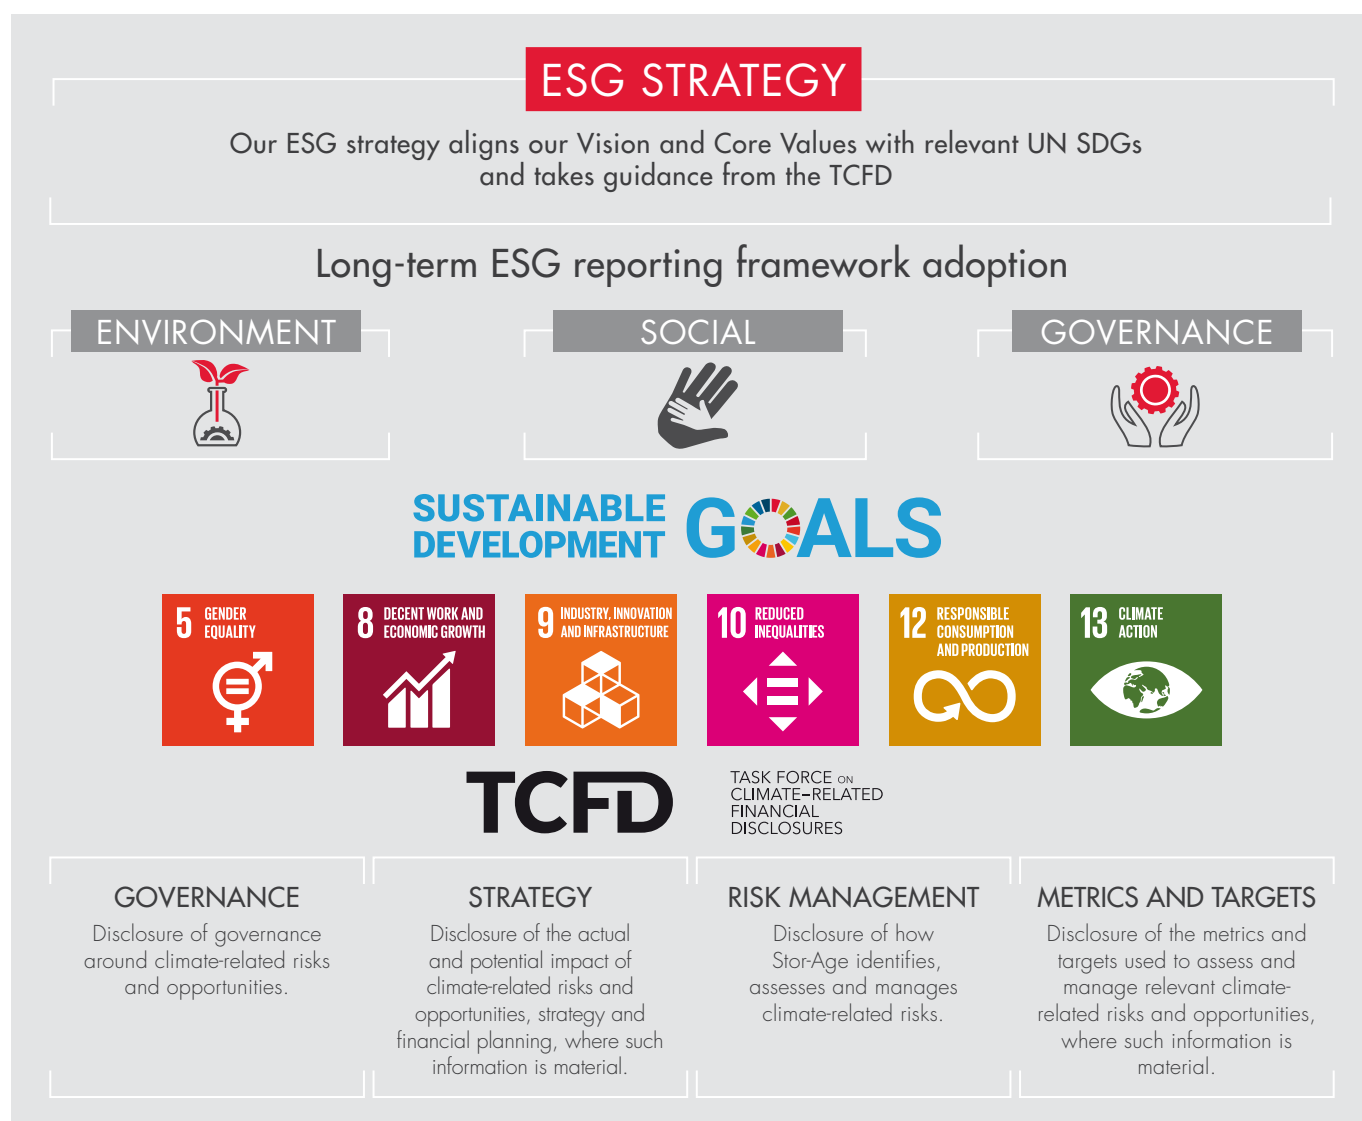 ESG STRATEGY
Our ESG strategy aligns our Vision and Core Values with relevant UN SDGs
and takes guidance from the TCFD
Long-term ESG reporting framework adoption
ENVIRONMENT
SOCIAL
GOVERNANCE
SUSTAINABLE
DEVELOPMENT
GOALS
5 GENDER
EQUALITY
8 DECENT WORK AND
ECONOMIC GROWTH
9 INDUSTRY, INNOVATION
AND INFRASTRUCTURE
10 REDUCED
INEQUALITIES
12 RESPONSIBLE
CONSUMPTION
AND PRODUCTION
13 CLIMATE
ACTION
TCFD
TASK FORCE ON
CLIMATE-RELATED
FINANCIAL
DISCLOSURES
GOVERNANCE
Disclosure of governance
around climate-related risks
and opportunities.
STRATEGY
Disclosure of the actual
and potential impact of
climate-related risks and
opportunities, strategy and
financial planning, where such
information is material.
RISK MANAGEMENT
Disclosure of how
Stor-Age identifies,
assesses and manages
climate-related risks.
METRICS AND TARGETS
Disclosure of the metrics and
targets used to assess and
manage relevant climate-
related risks and opportunities,
where such information is
material.